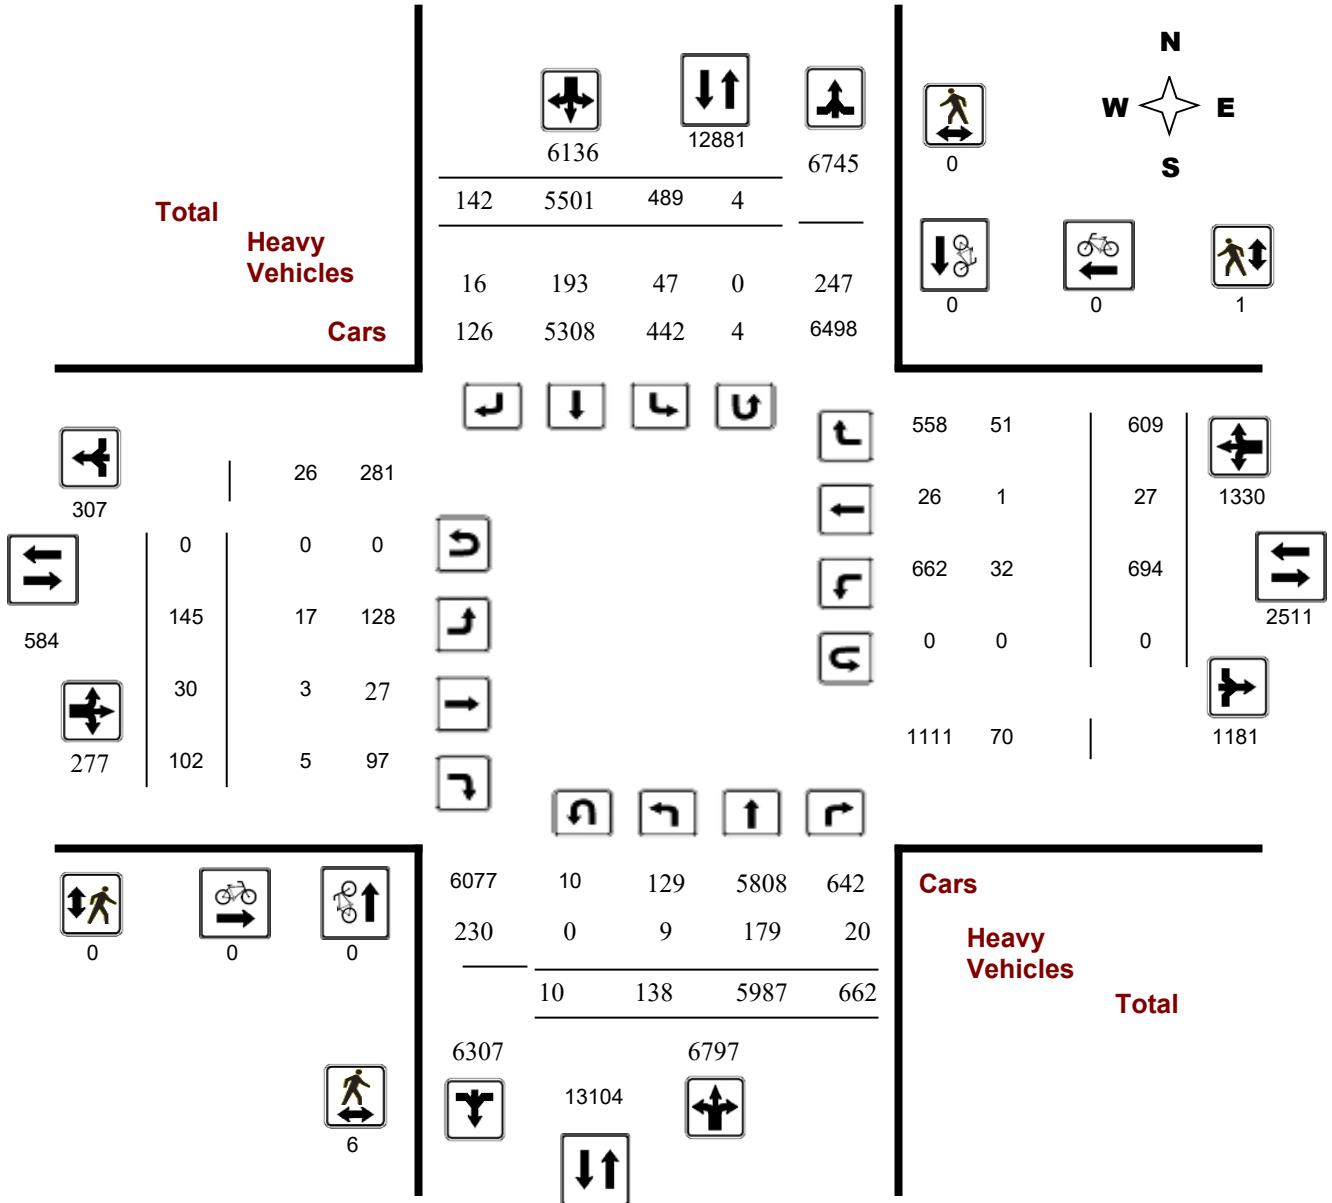 N
W E
S
12881
6136
6745
0
142 5501 489 4
Total
Heavy
Vehicles
16 193 47 0 247
0 0 1
Cars
126 5308 442 4 6498
558 51 609
26 281
307
26 1 27 1330
0 0 0
662 32 694
145 17 128
2511
584
0 0 0
30 3 27
1111 70 1181
277 102 5 97
6077 10 129 5808 642
Cars
230 0 9 179 20
Heavy
Vehicles
0 0 0
10 138 5987 662
Total
6307 6797
13104
6